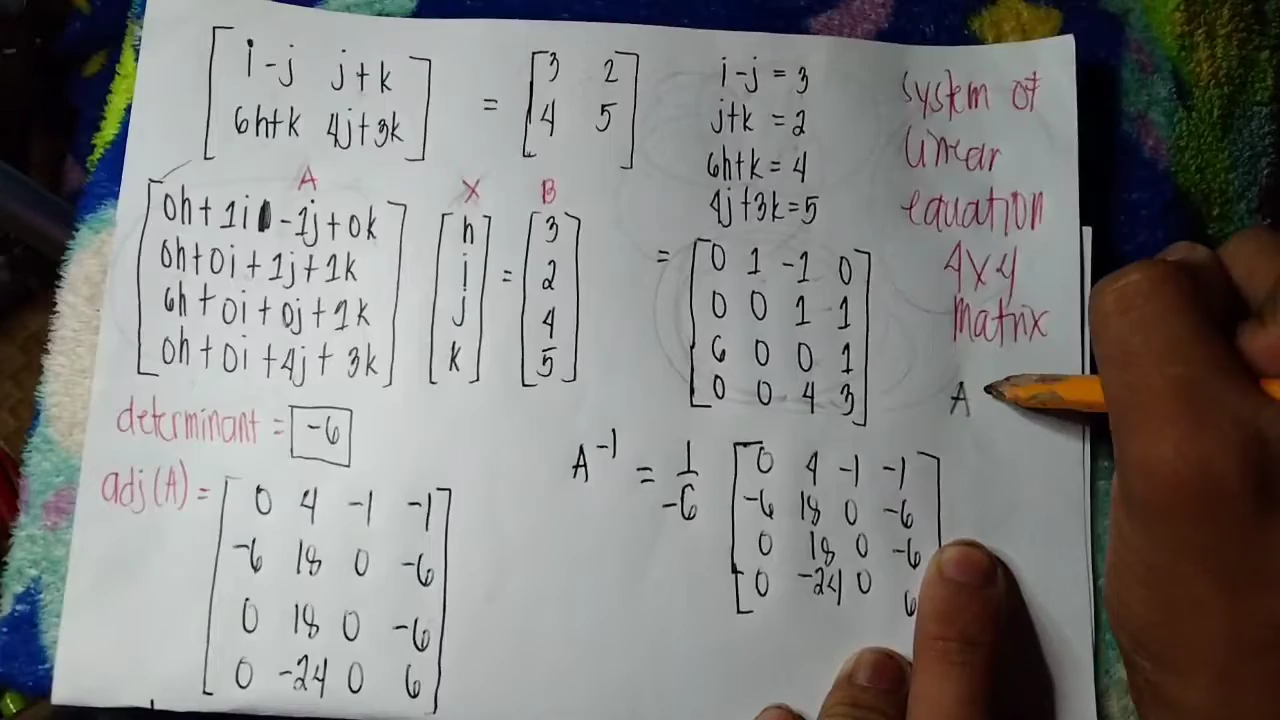 i-j j+k = 3 2
6h+k 4j+3k 4 5
i-j = 3
j+k = 2
6h+k = 4
4j+3k = 5
system of
linear
equation
4x4
matrix
A X B
0h + 1i -1j + 0k h 3
0h + 0i + 1j + 1k i = 2
6h + 0i + 0j + 1k j 4
0h + 0i + 4j + 3k k 5
= 0 1 -1 0
0 0 1 1
6 0 0 1
0 0 4 3
A
determinant = -6
adj(A) = 0 4 -1 -1
-6 18 0 -6
0 18 0 -6
0 -24 0 6
A⁻¹ = 1/-6 0 4 -1 -1
-6 18 0 -6
0 18 0 -6
0 -24 0 6